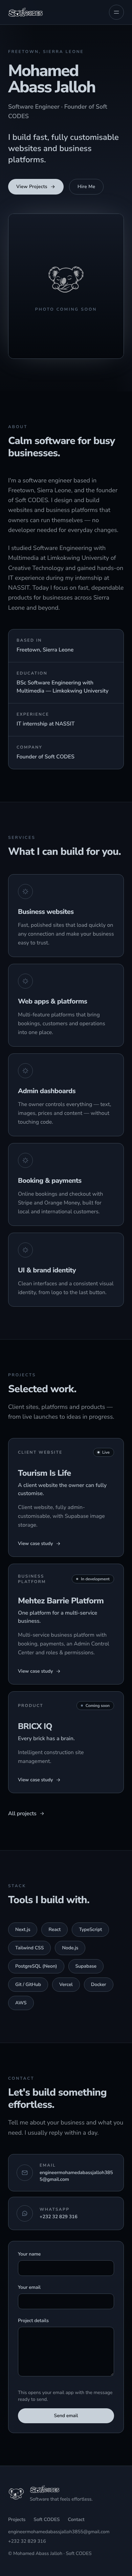 Soft CODES
FREETOWN, SIERRA LEONE
Mohamed
Abass Jalloh
Software Engineer · Founder of Soft
CODES
I build fast, fully customisable
websites and business
platforms.
View Projects →
Hire Me
PHOTO COMING SOON
ABOUT
Calm software for busy
businesses.
I'm a software engineer based in
Freetown, Sierra Leone, and the founder
of Soft CODES. I design and build
websites and business platforms that
owners can run themselves — no
developer needed for everyday changes.
I studied Software Engineering with
Multimedia at Limkokwing University of
Creative Technology and gained hands-on
IT experience during internship at
NASSIT. Today I focus on fast, dependable
products for businesses across Sierra
Leone and beyond.
BASED IN
Freetown, Sierra Leone
EDUCATION
BSc Software Engineering with
Multimedia — Limkokwing University
EXPERIENCE
IT internship at NASSIT
COMPANY
Founder of Soft CODES
SERVICES
What I can build for you.
Business websites
Fast, polished sites that load quickly on
any connection and make your business
easy to trust.
Web apps & platforms
Multi-feature platforms that bring
bookings, customers and operations
into one place.
Admin dashboards
The owner controls everything — text,
images, prices and content — without
touching code.
Booking & payments
Online bookings and checkout with
Stripe and Orange Money, built for
local and international customers.
UI & brand identity
Clean interfaces and a consistent visual
identity, from logo to the last button.
PROJECTS
Selected work.
Client sites, platforms and products —
from live launches to ideas in progress.
CLIENT WEBSITE
Live
Tourism Is Life
A client website the owner can fully
customise.
Client website, fully admin-
customisable, with Supabase image
storage.
View case study →
BUSINESS
PLATFORM
In development
Mehtez Barrie Platform
One platform for a multi-service
business.
Multi-service business platform with
booking, payments, an Admin Control
Center and roles & permissions.
View case study →
PRODUCT
Coming soon
BRICX IQ
Every brick has a brain.
Intelligent construction site
management.
View case study →
All projects →
STACK
Tools I build with.
Next.js
React
TypeScript
Tailwind CSS
Node.js
PostgreSQL (Neon)
Supabase
Git / GitHub
Vercel
Docker
AWS
CONTACT
Let's build something
effortless.
Tell me about your business and what you
need. I usually reply within a day.
EMAIL
engineermohamedabassjalloh385
5@gmail.com
WHATSAPP
+232 32 829 316
Your name
Your email
Project details
This opens your email app with the message
ready to send.
Send email
Soft CODES
Software that feels effortless.
Projects
Soft CODES
Contact
engineermohamedabassjalloh3855@gmail.com
+232 32 829 316
© Mohamed Abass Jalloh · Soft CODES